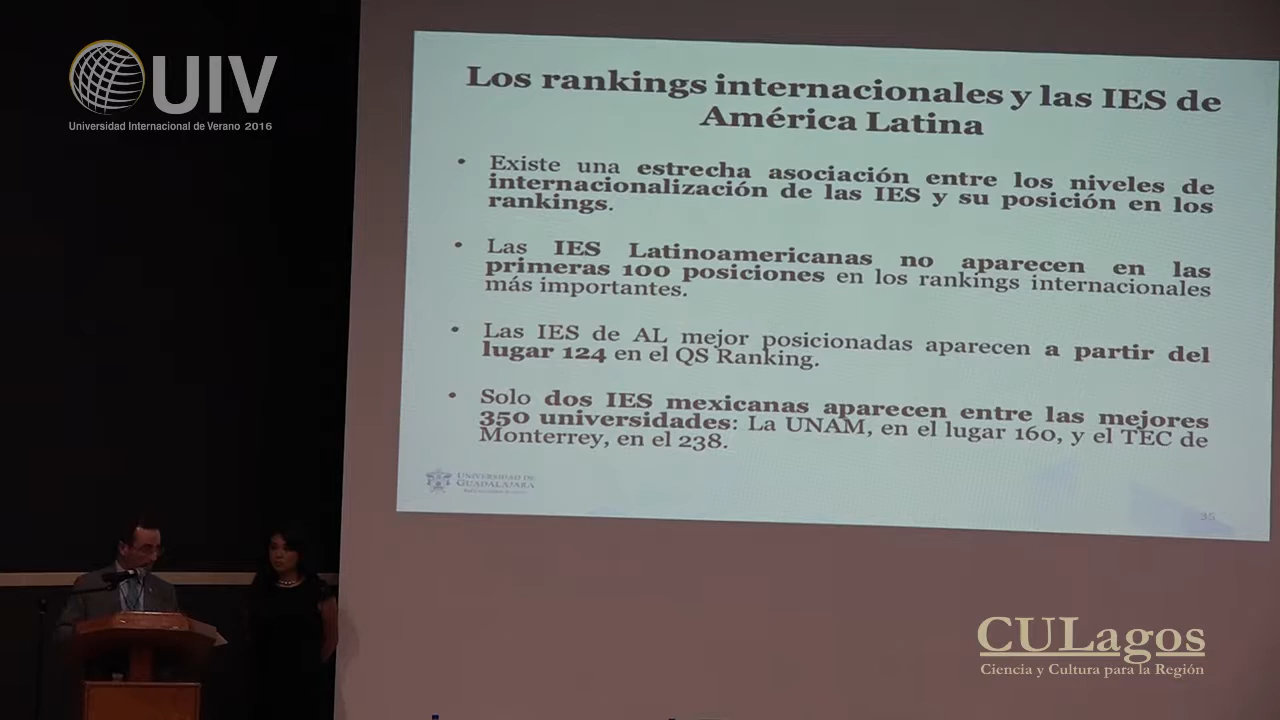 UIV
Universidad Internacional de Verano 2016
Los rankings internacionales y las IES de
América Latina
• Existe una estrecha asociación entre los niveles de
internacionalización de las IES y su posición en los
rankings.
• Las IES Latinoamericanas no aparecen en las
primeras 100 posiciones en los rankings internacionales
más importantes.
• Las IES de AL mejor posicionadas aparecen a partir del
lugar 124 en el QS Ranking.
• Solo dos IES mexicanas aparecen entre las mejores
350 universidades: La UNAM, en el lugar 160, y el TEC de
Monterrey, en el 238.
UNIVERSIDAD DE
GUADALAJARA
35
CULagos
Ciencia y Cultura para la Región